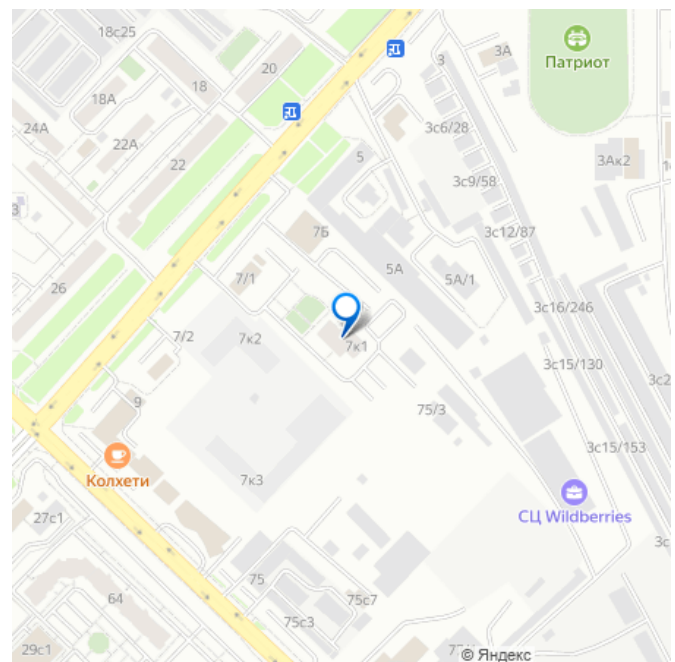 18с25
20
3А
Патриот
18А
18
3
24А
22А
3с6/28
22
5
3Ак2
3с9/58
7Б
3с12/87
5А
5А/1
7/1
26
3с16/246
7/2
7к2
7к1
3с15/130
9
75/3
Колхети
3с15/153
7к3
СЦ Wildberries
27с1
75
75с7
64
75с3
29с1
© Яндекс